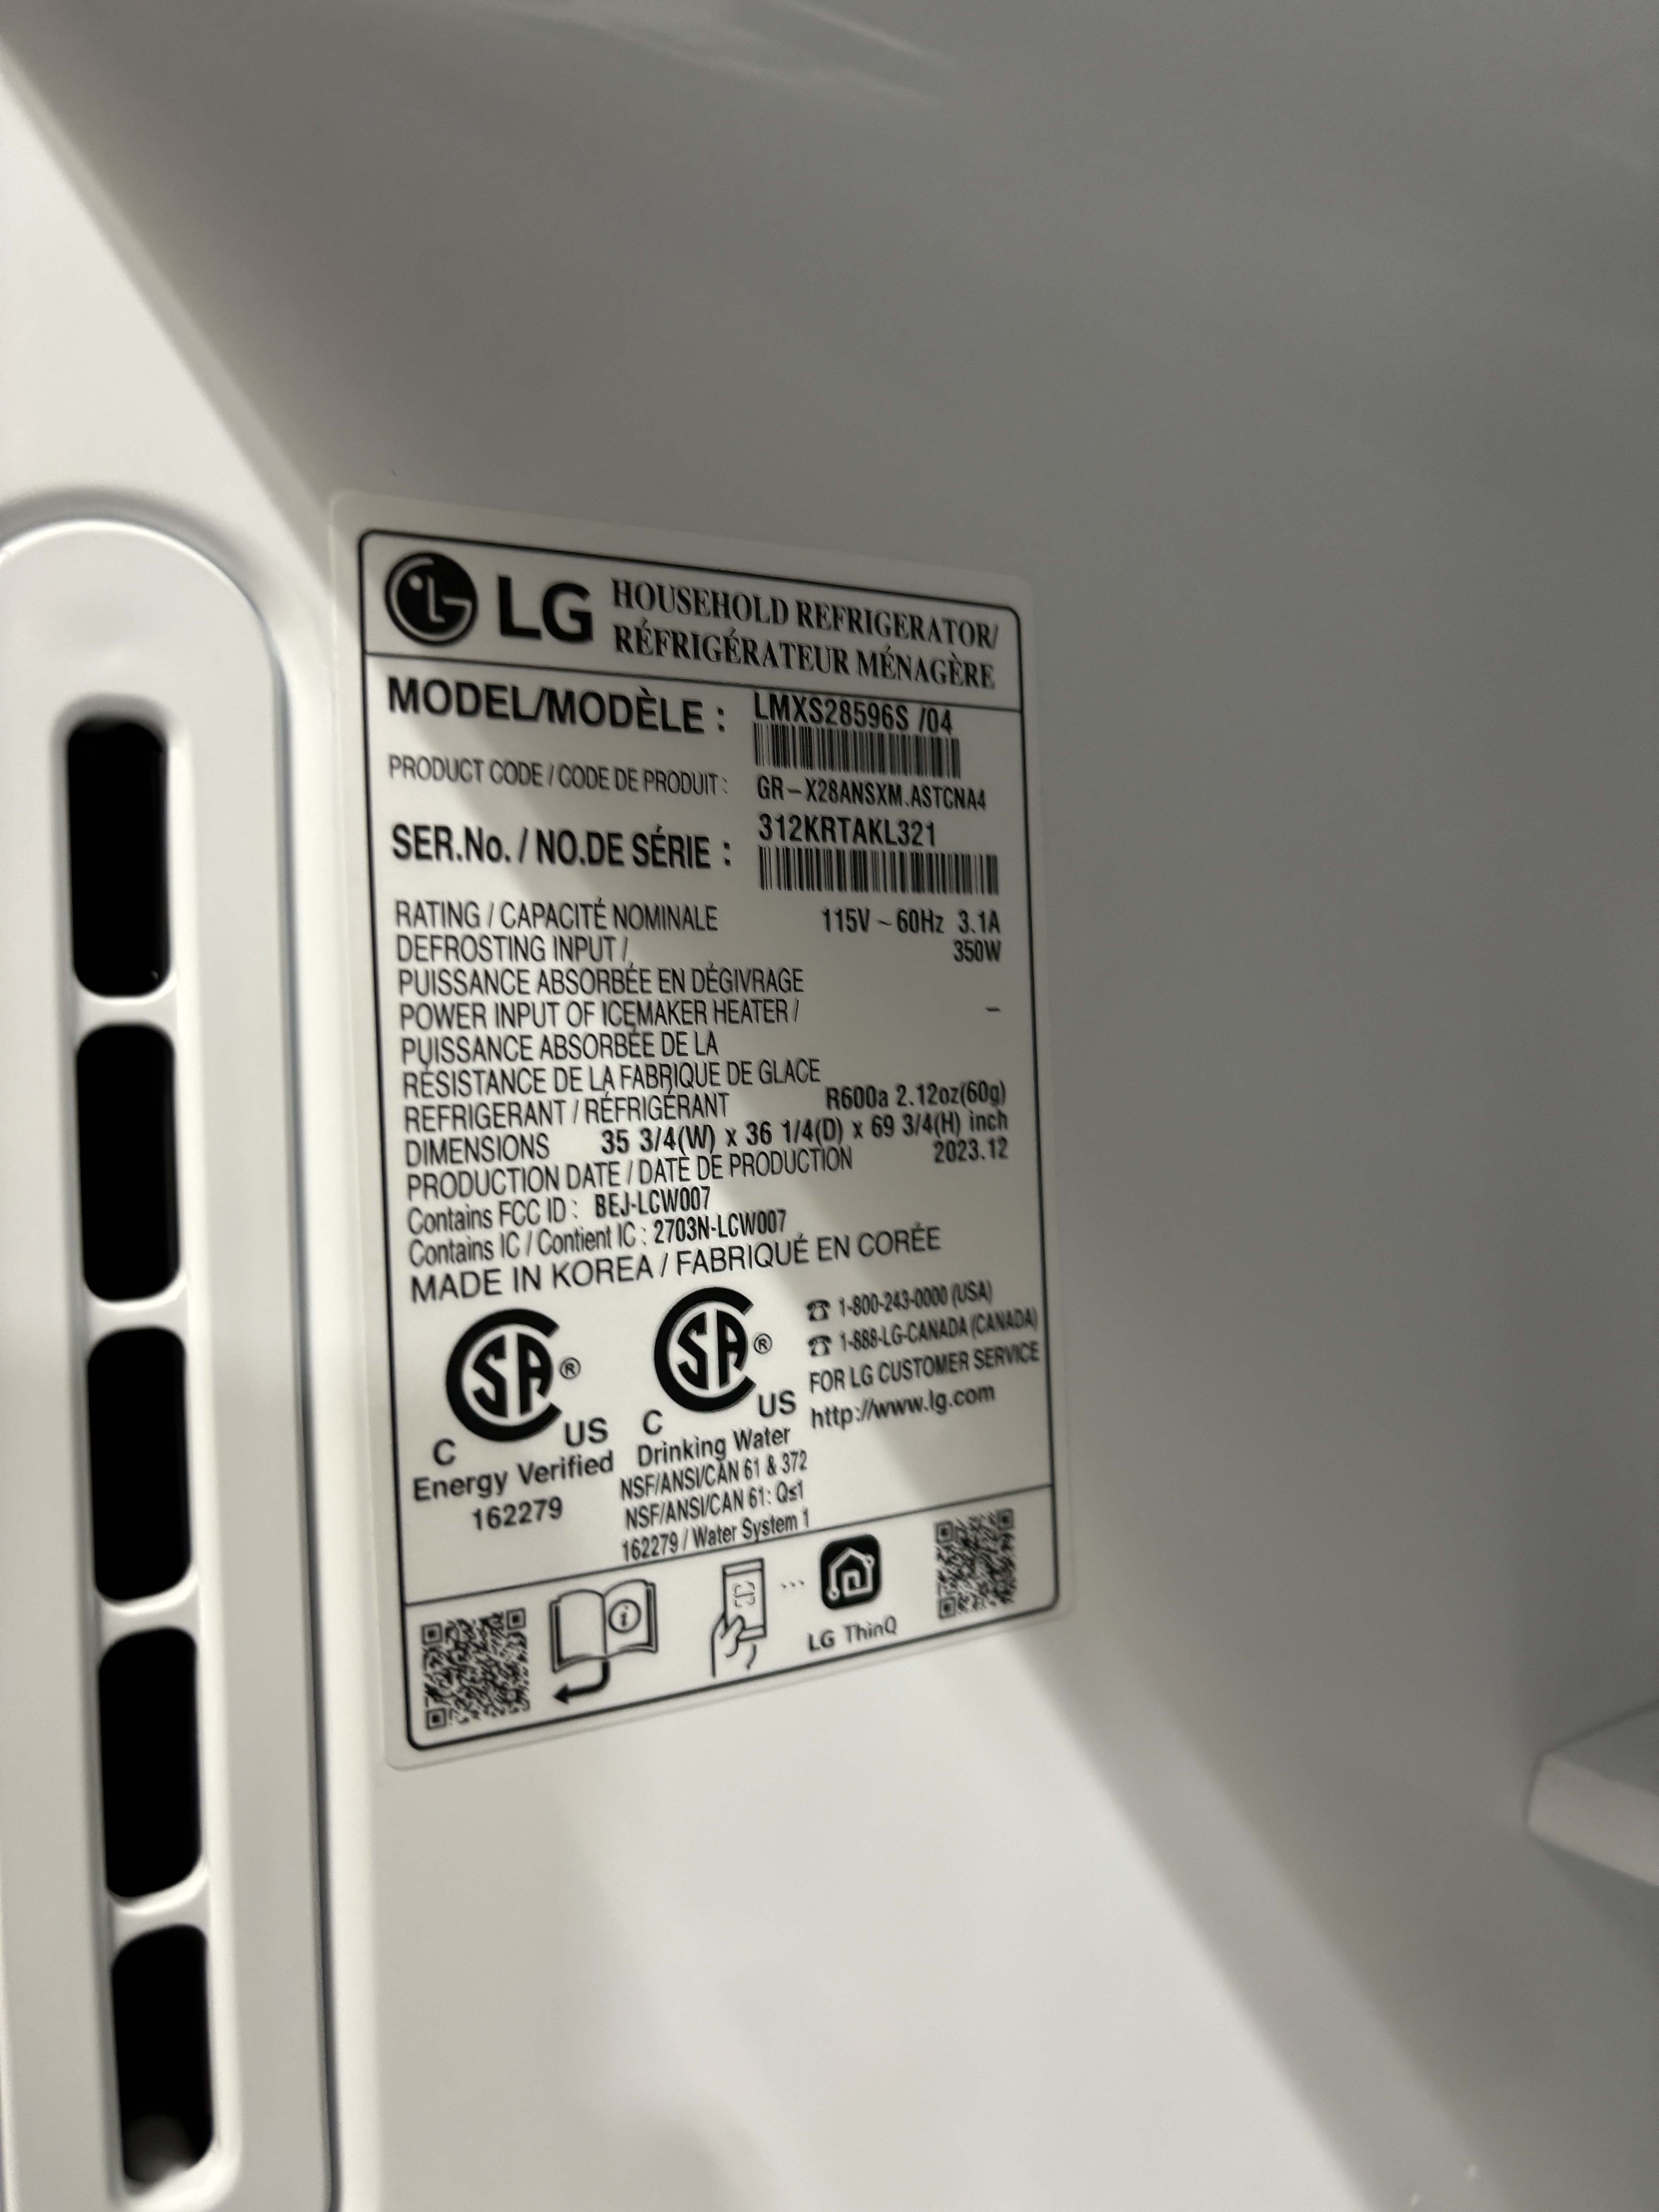 LG HOUSEHOLD REFRIGERATOR/
RÉFRIGÉRATEUR MÉNAGÈRE
MODEL/MODÈLE : LMXS28596S /04
PRODUCT CODE / CODE DE PRODUIT : GR-X28ANSXM.ASTCNA4
SER.No. / NO.DE SÉRIE : 312KRTAKL321
RATING / CAPACITÉ NOMINALE 115V ~ 60Hz 3.1A
DEFROSTING INPUT / 350W
PUISSANCE ABSORBÉE EN DÉGIVRAGE
POWER INPUT OF ICEMAKER HEATER / –
PUISSANCE ABSORBÉE DE LA
RÉSISTANCE DE LA FABRIQUE DE GLACE
REFRIGERANT / RÉFRIGÉRANT R600a 2.12oz(60g)
DIMENSIONS 35 3/4(W) x 36 1/4(D) x 69 3/4(H) inch
PRODUCTION DATE / DATE DE PRODUCTION 2023.12
Contains FCC ID : BEJ-LCW007
Contains IC / Contient IC : 2703N-LCW007
MADE IN KOREA / FABRIQUÉ EN CORÉE
SA ® C US
Energy Verified
162279
SA ® C US
Drinking Water
NSF/ANSI/CAN 61 & 372
NSF/ANSI/CAN 61: Q≤1
162279 / Water System 1
☎ 1-800-243-0000 (USA)
☎ 1-888-LG-CANADA (CANADA)
FOR LG CUSTOMER SERVICE
http://www.lg.com
LG ThinQ